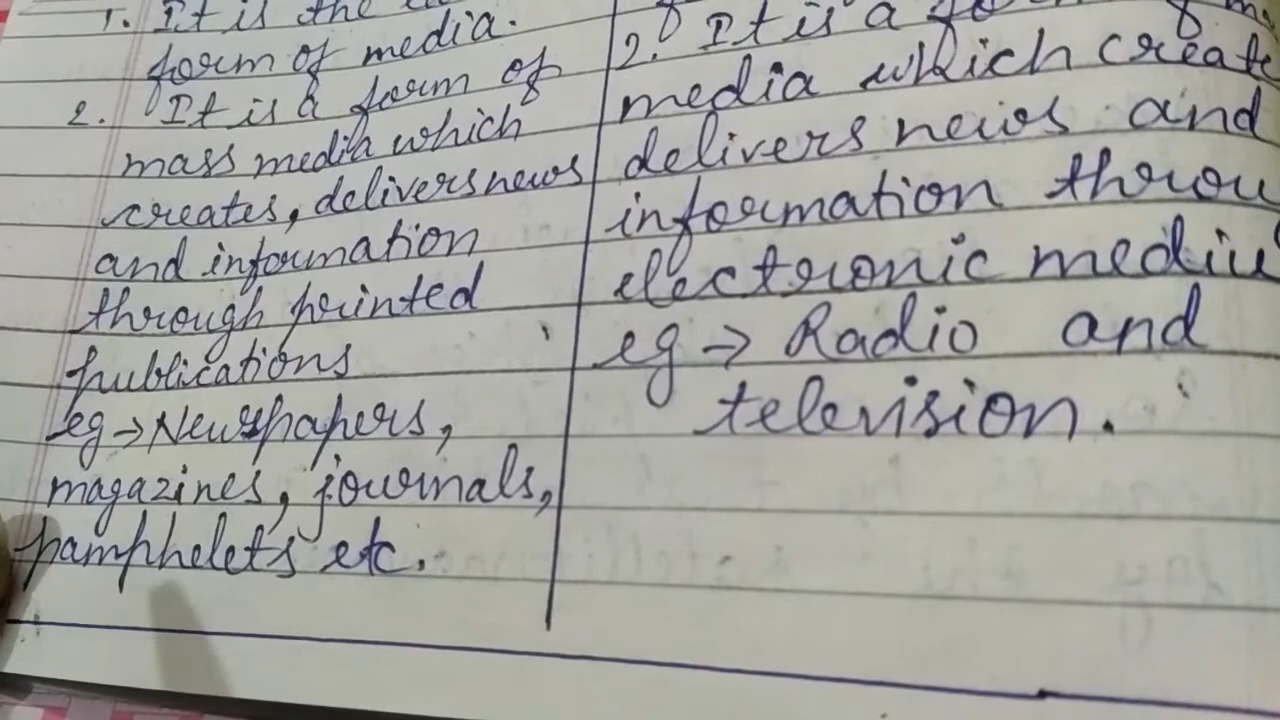 1. It is the
form of media.
2. It is a form of
mass media which
creates, delivers news
and information
through printed
publications
eg → Newspapers,
magazines, journals,
pamphelets etc.
2. It is a
media which create
delivers news and
information throu
electronic mediu
eg → Radio and
television.